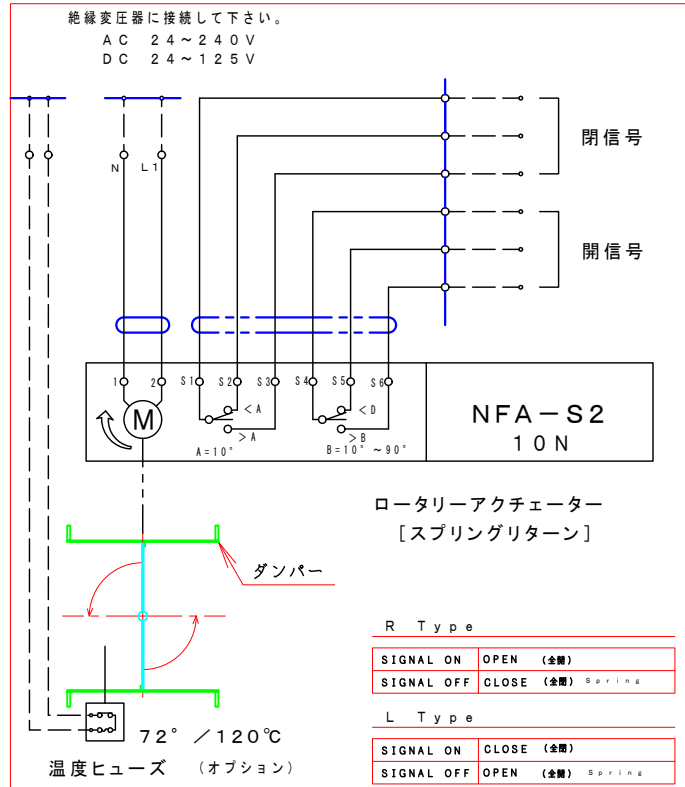 絶縁変圧器に接続して下さい。
AC 24~240V
DC 24~125V
N
L1
閉信号
開信号
1
2
S1
S2
S3
S4
S5
S6
M
<A
>A
A=10°
<D
>B
B=10°~90°
NFA-S2
10N
ロータリーアクチェーター
[スプリングリターン]
ダンパー
R Type
SIGNAL ON OPEN (全開)
SIGNAL OFF CLOSE (全閉) Spring
L Type
SIGNAL ON CLOSE (全閉)
SIGNAL OFF OPEN (全開) Spring
72°/120℃
温度ヒューズ (オプション)